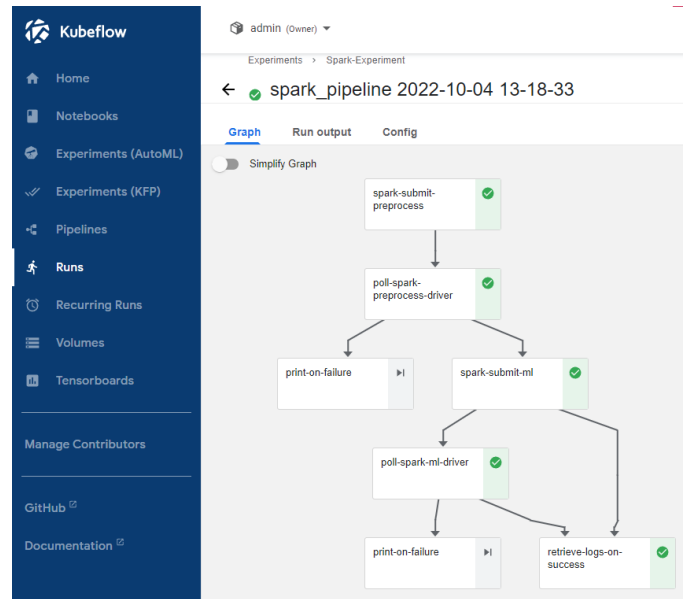 Kubeflow
Home
Notebooks
Experiments (AutoML)
Experiments (KFP)
Pipelines
Runs
Recurring Runs
Volumes
Tensorboards
Manage Contributors
GitHub
Documentation
admin (Owner)
Experiments > Spark-Experiment
spark_pipeline 2022-10-04 13-18-33
Graph Run output Config
Simplify Graph
spark-submit-
preprocess
poll-spark-
preprocess-driver
print-on-failure
spark-submit-ml
poll-spark-ml-driver
print-on-failure
retrieve-logs-on-
success